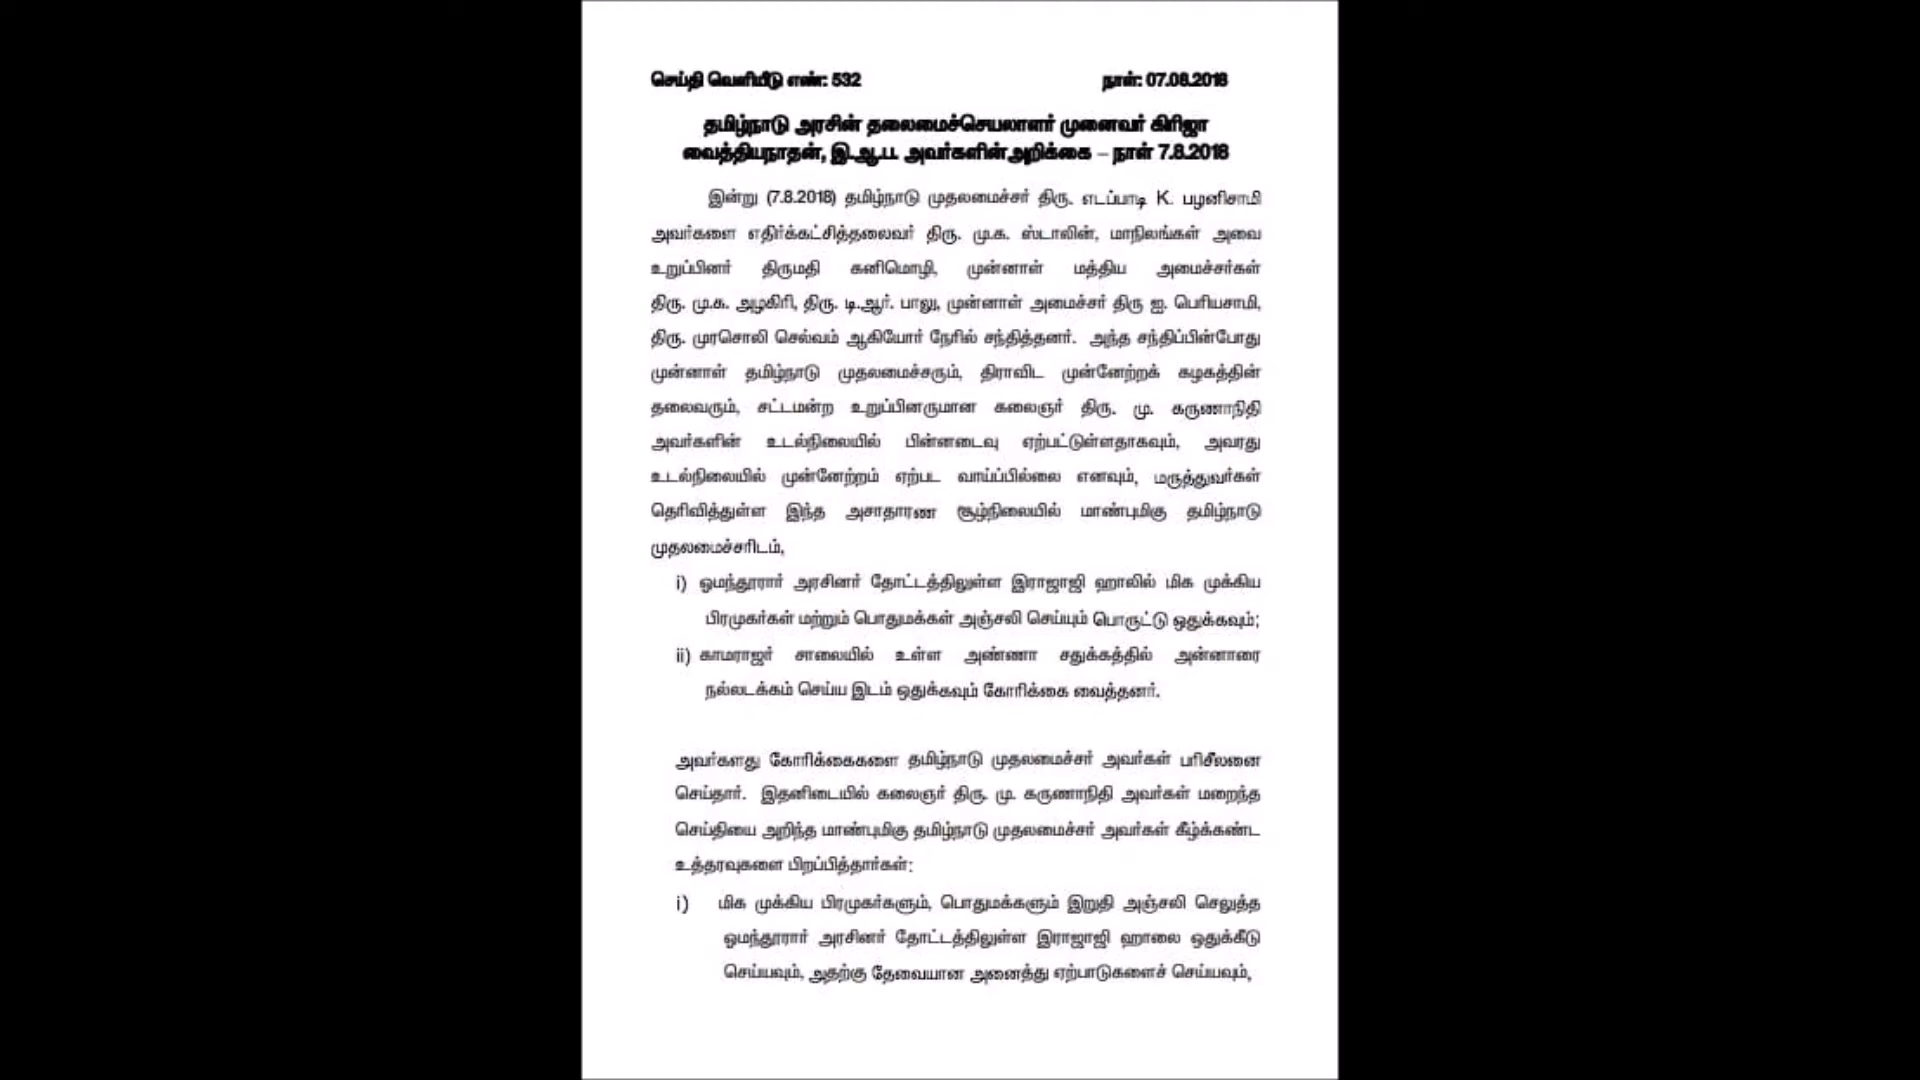 செய்தி வெளியீடு எண்: 532 நாள்: 07.08.2018
தமிழ்நாடு அரசின் தலைமைச்செயலாளர் முனைவர் கிரிஜா
வைத்தியநாதன், இ.ஆ.ப. அவர்களின்அறிக்கை – நாள் 7.8.2018
இன்று (7.8.2018) தமிழ்நாடு முதலமைச்சர் திரு. எடப்பாடி K. பழனிசாமி
அவர்களை எதிர்க்கட்சித்தலைவர் திரு. மு.க. ஸ்டாலின், மாநிலங்கள் அவை
உறுப்பினர் திருமதி கனிமொழி, முன்னாள் மத்திய அமைச்சர்கள்
திரு. மு.க. அழகிரி, திரு. டி.ஆர். பாலு, முன்னாள் அமைச்சர் திரு ஐ. பெரியசாமி,
திரு. முரசொலி செல்வம் ஆகியோர் நேரில் சந்தித்தனர். அந்த சந்திப்பின்போது
முன்னாள் தமிழ்நாடு முதலமைச்சரும், திராவிட முன்னேற்றக் கழகத்தின்
தலைவரும், சட்டமன்ற உறுப்பினருமான கலைஞர் திரு. மு. கருணாநிதி
அவர்களின் உடல்நிலையில் பின்னடைவு ஏற்பட்டுள்ளதாகவும், அவரது
உடல்நிலையில் முன்னேற்றம் ஏற்பட வாய்ப்பில்லை எனவும், மருத்துவர்கள்
தெரிவித்துள்ள இந்த அசாதாரண சூழ்நிலையில் மாண்புமிகு தமிழ்நாடு
முதலமைச்சரிடம்,
i) ஓமந்தூரார் அரசினர் தோட்டத்திலுள்ள இராஜாஜி ஹாலில் மிக முக்கிய
பிரமுகர்கள் மற்றும் பொதுமக்கள் அஞ்சலி செய்யும் பொருட்டு ஒதுக்கவும்;
ii) காமராஜர் சாலையில் உள்ள அண்ணா சதுக்கத்தில் அன்னாரை
நல்லடக்கம் செய்ய இடம் ஒதுக்கவும் கோரிக்கை வைத்தனர்.
அவர்களது கோரிக்கைகளை தமிழ்நாடு முதலமைச்சர் அவர்கள் பரிசீலனை
செய்தார். இதனிடையில் கலைஞர் திரு. மு. கருணாநிதி அவர்கள் மறைந்த
செய்தியை அறிந்த மாண்புமிகு தமிழ்நாடு முதலமைச்சர் அவர்கள் கீழ்க்கண்ட
உத்தரவுகளை பிறப்பித்தார்கள்:
i) மிக முக்கிய பிரமுகர்களும், பொதுமக்களும் இறுதி அஞ்சலி செலுத்த
ஓமந்தூரார் அரசினர் தோட்டத்திலுள்ள இராஜாஜி ஹாலை ஒதுக்கீடு
செய்யவும், அதற்கு தேவையான அனைத்து ஏற்பாடுகளைச் செய்யவும்,